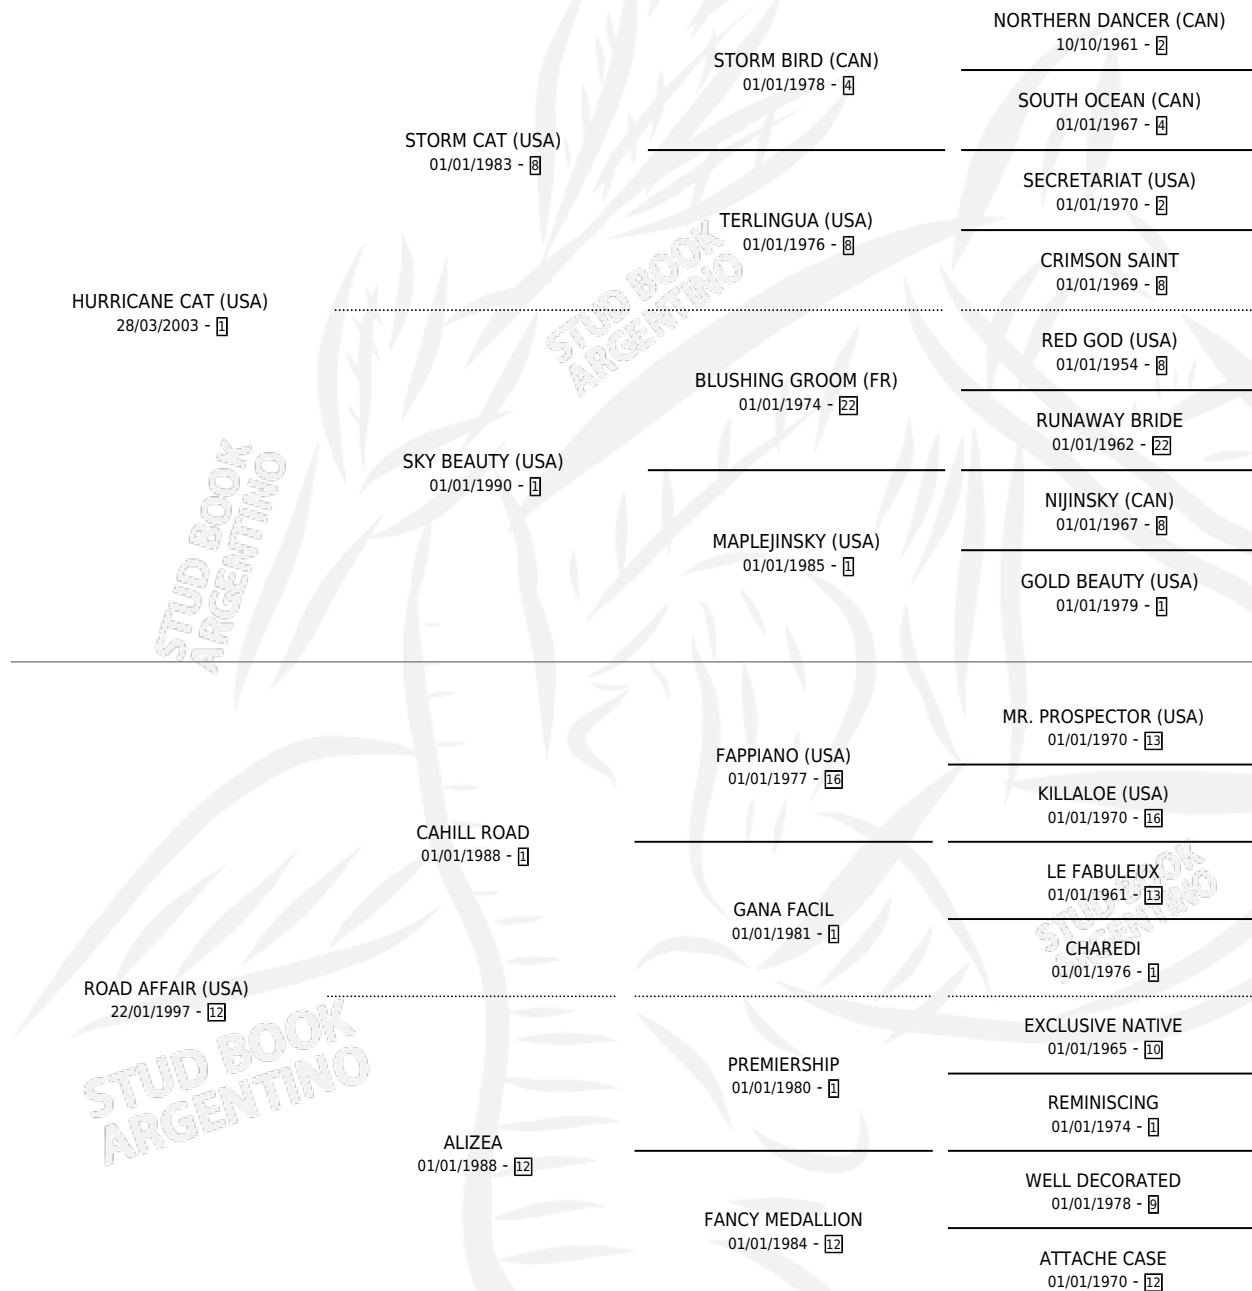 NORTHERN DANCER (CAN)
10/10/1961 - 2
STORM BIRD (CAN)
01/01/1978 - 4
SOUTH OCEAN (CAN)
01/01/1967 - 4
STORM CAT (USA)
01/01/1983 - 8
SECRETARIAT (USA)
01/01/1970 - 2
TERLINGUA (USA)
01/01/1976 - 8
CRIMSON SAINT
01/01/1969 - 8
HURRICANE CAT (USA)
28/03/2003 - 1
RED GOD (USA)
01/01/1954 - 8
BLUSHING GROOM (FR)
01/01/1974 - 22
RUNAWAY BRIDE
01/01/1962 - 22
SKY BEAUTY (USA)
01/01/1990 - 1
NIJINSKY (CAN)
01/01/1967 - 8
MAPLEJINSKY (USA)
01/01/1985 - 1
GOLD BEAUTY (USA)
01/01/1979 - 1
MR. PROSPECTOR (USA)
01/01/1970 - 13
FAPPIANO (USA)
01/01/1977 - 16
KILLALOE (USA)
01/01/1970 - 16
CAHILL ROAD
01/01/1988 - 1
LE FABULEUX
01/01/1961 - 13
GANA FACIL
01/01/1981 - 1
CHAREDI
01/01/1976 - 1
ROAD AFFAIR (USA)
22/01/1997 - 12
EXCLUSIVE NATIVE
01/01/1965 - 10
PREMIERSHIP
01/01/1980 - 1
REMINISCING
01/01/1974 - 1
ALIZEA
01/01/1988 - 12
WELL DECORATED
01/01/1978 - 9
FANCY MEDALLION
01/01/1984 - 12
ATTACHE CASE
01/01/1970 - 12
STUD BOOK
ARGENTINO
STUD BOOK
ARGENTINO
STUD BOOK
ARGENTINO
STUD BOOK
ARGENTINO